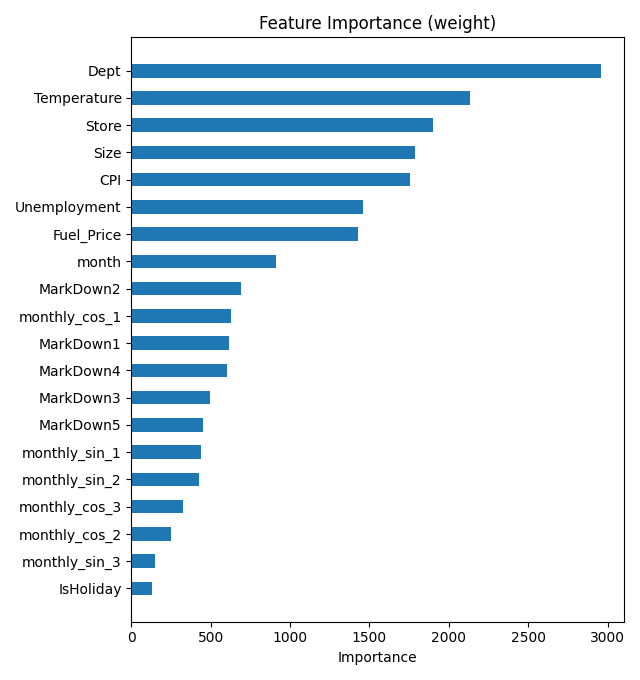 Feature Importance (weight)
Dept
Temperature
Store
Size
CPI
Unemployment
Fuel_Price
month
MarkDown2
monthly_cos_1
MarkDown1
MarkDown4
MarkDown3
MarkDown5
monthly_sin_1
monthly_sin_2
monthly_cos_3
monthly_cos_2
monthly_sin_3
IsHoliday
0 500 1000 1500 2000 2500 3000
Importance